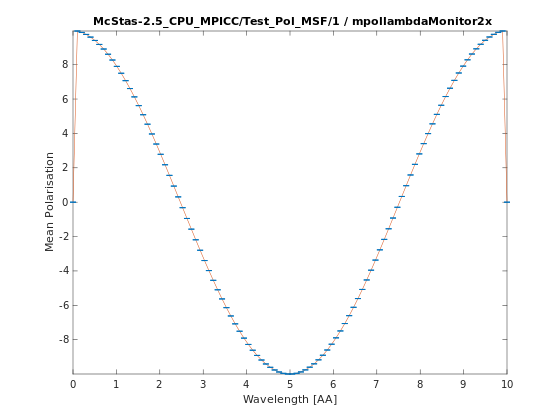 McStas-2.5_CPU_MPICC/Test_Pol_MSF/1 / mpollambdaMonitor2x
Mean Polarisation
8
6
4
2
0
-2
-4
-6
-8
0 1 2 3 4 5 6 7 8 9 10
Wavelength [AA]